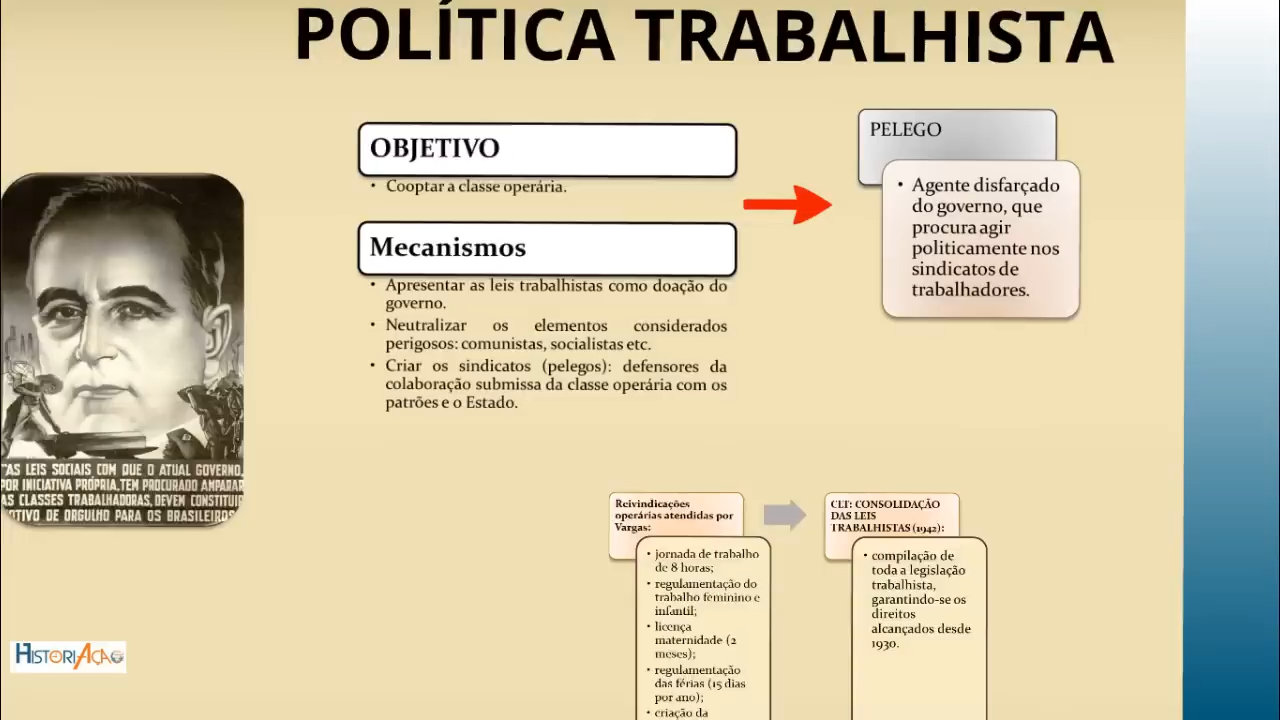 POLÍTICA TRABALHISTA
OBJETIVO
• Cooptar a classe operária.
Mecanismos
• Apresentar as leis trabalhistas como doação do
governo.
• Neutralizar os elementos considerados
perigosos: comunistas, socialistas etc.
• Criar os sindicatos (pelegos): defensores da
colaboração submissa da classe operária com os
patrões e o Estado.
PELEGO
• Agente disfarçado
do governo, que
procura agir
politicamente nos
sindicatos de
trabalhadores.
"AS LEIS SOCIAIS COM QUE O ATUAL GOVERNO,
POR INICIATIVA PRÓPRIA, TEM PROCURADO AMPARAR
AS CLASSES TRABALHADORAS, DEVEM CONSTITUIR
MOTIVO DE ORGULHO PARA OS BRASILEIROS"
Reivindicações
operárias atendidas por
Vargas:
• jornada de trabalho
de 8 horas;
• regulamentação do
trabalho feminino e
infantil;
• licença
maternidade (2
meses);
• regulamentação
das férias (15 dias
por ano);
• criação da
CLT: CONSOLIDAÇÃO
DAS LEIS
TRABALHISTAS (1942):
• compilação de
toda a legislação
trabalhista,
garantindo-se os
direitos
alcançados desde
1930.
HISTORIAÇÃO